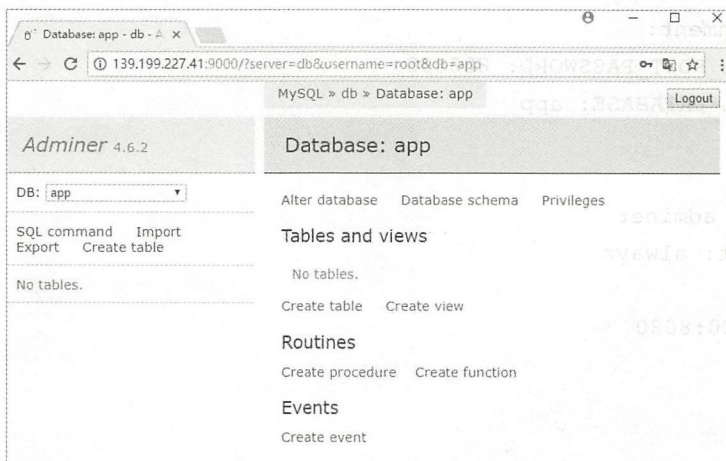 Database: app - db - A
139.199.227.41:9000/?server=db&username=root&db=app
MySQL » db » Database: app
Logout
Adminer 4.6.2
Database: app
DB: app
Alter database Database schema Privileges
SQL command Import
Export Create table
Tables and views
No tables.
No tables.
Create table Create view
Routines
Create procedure Create function
Events
Create event